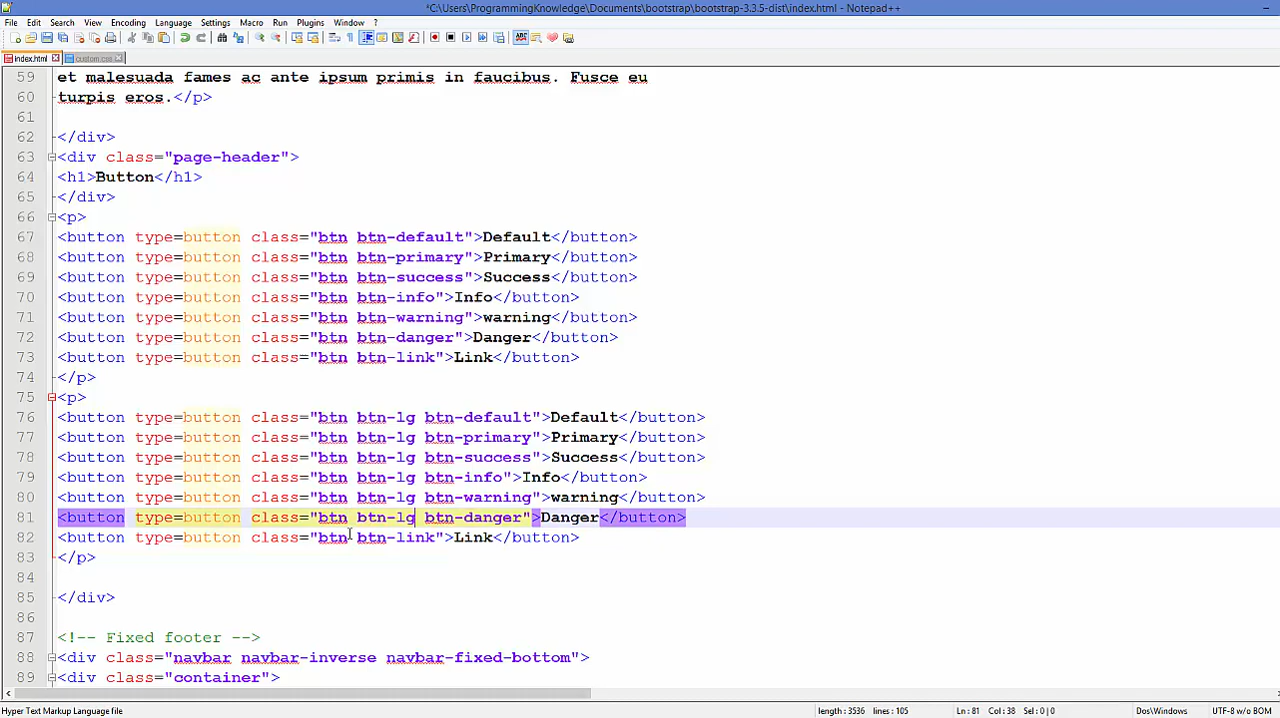 *C:\Users\ProgrammingKnowledge\Documents\bootstrap\bootstrap-3.3.5-dist\index.html - Notepad++
File Edit Search View Encoding Language Settings Macro Run Plugins Window ?
index.html custom.css
59 et malesuada fames ac ante ipsum primis in faucibus. Fusce eu
60 turpis eros.</p>
61
62 </div>
63 <div class="page-header">
64 <h1>Button</h1>
65 </div>
66 <p>
67 <button type=button class="btn btn-default">Default</button>
68 <button type=button class="btn btn-primary">Primary</button>
69 <button type=button class="btn btn-success">Success</button>
70 <button type=button class="btn btn-info">Info</button>
71 <button type=button class="btn btn-warning">warning</button>
72 <button type=button class="btn btn-danger">Danger</button>
73 <button type=button class="btn btn-link">Link</button>
74 </p>
75 <p>
76 <button type=button class="btn btn-lg btn-default">Default</button>
77 <button type=button class="btn btn-lg btn-primary">Primary</button>
78 <button type=button class="btn btn-lg btn-success">Success</button>
79 <button type=button class="btn btn-lg btn-info">Info</button>
80 <button type=button class="btn btn-lg btn-warning">warning</button>
81 <button type=button class="btn btn-lg btn-danger">Danger</button>
82 <button type=button class="btn btn-link">Link</button>
83 </p>
84
85 </div>
86
87 <!-- Fixed footer -->
88 <div class="navbar navbar-inverse navbar-fixed-bottom">
89 <div class="container">
Hyper Text Markup Language file length : 3536 lines : 105 Ln : 81 Col : 38 Sel : 0 | 0 Dos\Windows UTF-8 w/o BOM